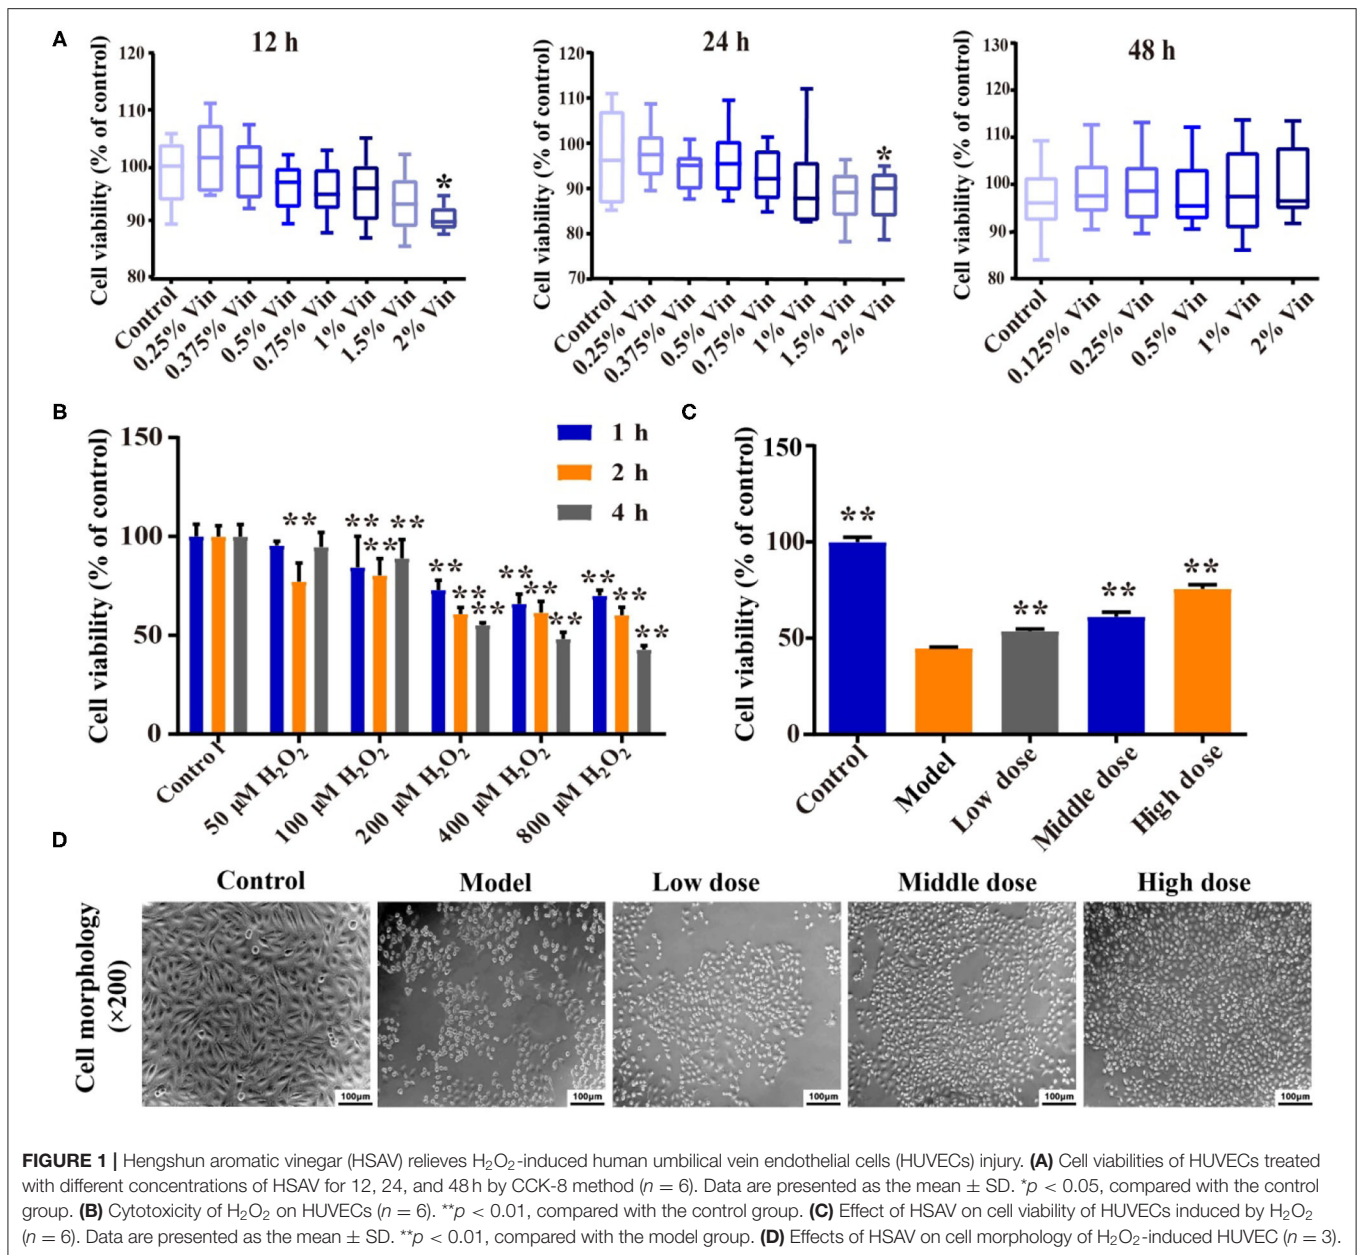 A
12 h
24 h
48 h
Cell viability (% of control)
120
110
100
90
80
Control
0.25% Vin
0.375% Vin
0.5% Vin
0.75% Vin
1% Vin
1.5% Vin
2% Vin
*
Cell viability (% of control)
120
110
100
90
80
70
Control
0.25% Vin
0.375% Vin
0.5% Vin
0.75% Vin
1% Vin
1.5% Vin
2% Vin
*
Cell viability (% of control)
130
120
110
100
90
80
Control
0.125% Vin
0.25% Vin
0.5% Vin
1% Vin
2% Vin
B
Cell viability (% of control)
150
100
50
0
1 h
2 h
4 h
**
**
**
**
**
**
**
**
**
**
**
**
**
Control
50 µM H₂O₂
100 µM H₂O₂
200 µM H₂O₂
400 µM H₂O₂
800 µM H₂O₂
C
Cell viability (% of control)
150
100
50
0
**
**
**
**
Control
Model
Low dose
Middle dose
High dose
D
Control
Model
Low dose
Middle dose
High dose
Cell morphology
(×200)
100µm
100µm
100µm
100µm
100µm
FIGURE 1 | Hengshun aromatic vinegar (HSAV) relieves H₂O₂-induced human umbilical vein endothelial cells (HUVECs) injury. (A) Cell viabilities of HUVECs treated
with different concentrations of HSAV for 12, 24, and 48 h by CCK-8 method (n = 6). Data are presented as the mean ± SD. *p < 0.05, compared with the control
group. (B) Cytotoxicity of H₂O₂ on HUVECs (n = 6). **p < 0.01, compared with the control group. (C) Effect of HSAV on cell viability of HUVECs induced by H₂O₂
(n = 6). Data are presented as the mean ± SD. **p < 0.01, compared with the model group. (D) Effects of HSAV on cell morphology of H₂O₂-induced HUVEC (n = 3).